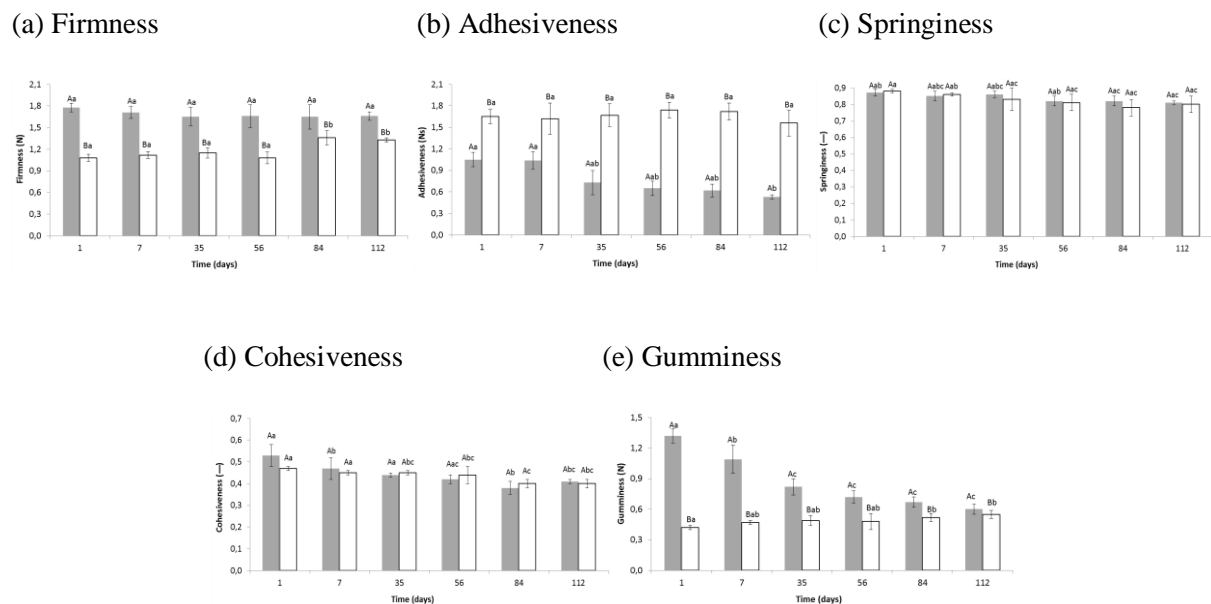 (a) Firmness
(b) Adhesiveness
(c) Springiness
2,1
1,8
1,5
1,2
0,9
0,6
0,3
0,0
Firmness (N)
Aa Aa Aa Aa Aa Aa
Ba Ba Ba Ba Bb Bb
1 7 35 56 84 112
Time (days)
2,1
1,8
1,5
1,2
0,9
0,6
0,3
0,0
Adhesiveness (Ns)
Ba Ba Ba Ba Ba Ba
Aa Aa Aab Aab Aab Ab
1 7 35 56 84 112
Time (days)
0,9
0,8
0,7
0,6
0,5
0,4
0,3
0,2
0,1
0,0
Springiness (—)
Aab Aa Aabc Aab Aabc Aac Aab Aac Aab Aac Aac Aac
1 7 35 56 84 112
Time (days)
(d) Cohesiveness
(e) Gumminess
0,7
0,6
0,5
0,4
0,3
0,2
0,1
0,0
Cohesiveness (—)
Aa Aa Ab Aa Aa Abc Aac Abc Ab Ac Abc Abc
1 7 35 56 84 112
Time (days)
1,5
1,2
0,9
0,6
0,3
0,0
Gumminess (N)
Aa Ab Ac Ac Ac Ac
Ba Bab Bab Bab Bb Bb
1 7 35 56 84 112
Time (days)